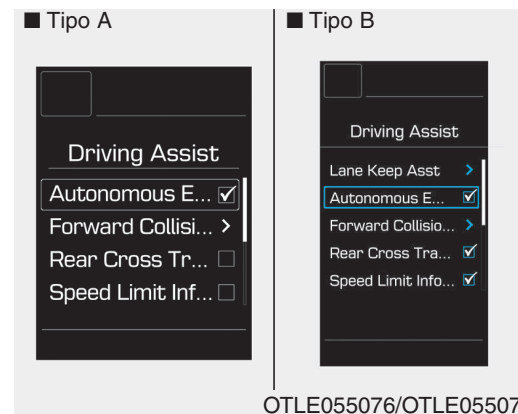 ■ Tipo A
Driving Assist
Autonomous E...
Forward Collisi... >
Rear Cross Tr...
Speed Limit Inf...
■ Tipo B
Driving Assist
Lane Keep Asst >
Autonomous E...
Forward Collisio... >
Rear Cross Tra...
Speed Limit Info...
OTLE055076/OTLE05507